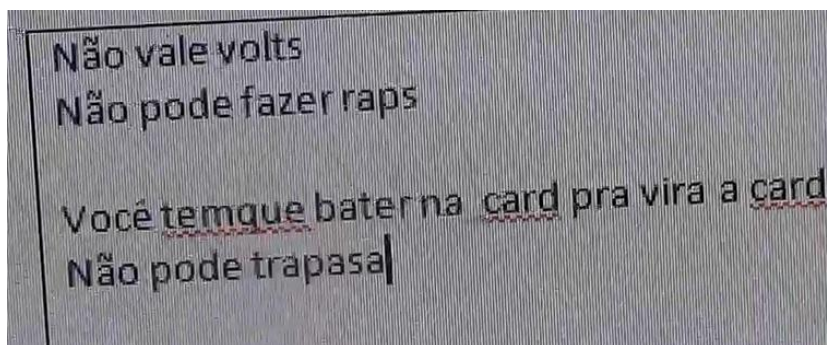 Não vale volts
Não pode fazer raps
Você temque bater na card pra vira a card
Não pode trapasa